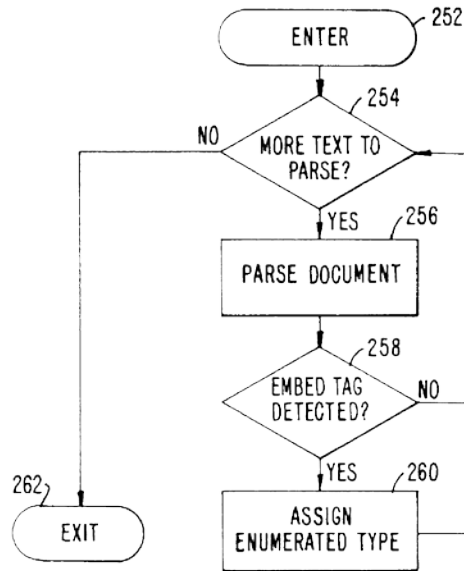 ENTER
252
254
NO
MORE TEXT TO
PARSE?
YES
256
PARSE DOCUMENT
258
EMBED TAG
DETECTED?
NO
YES
260
262
EXIT
ASSIGN
ENUMERATED TYPE